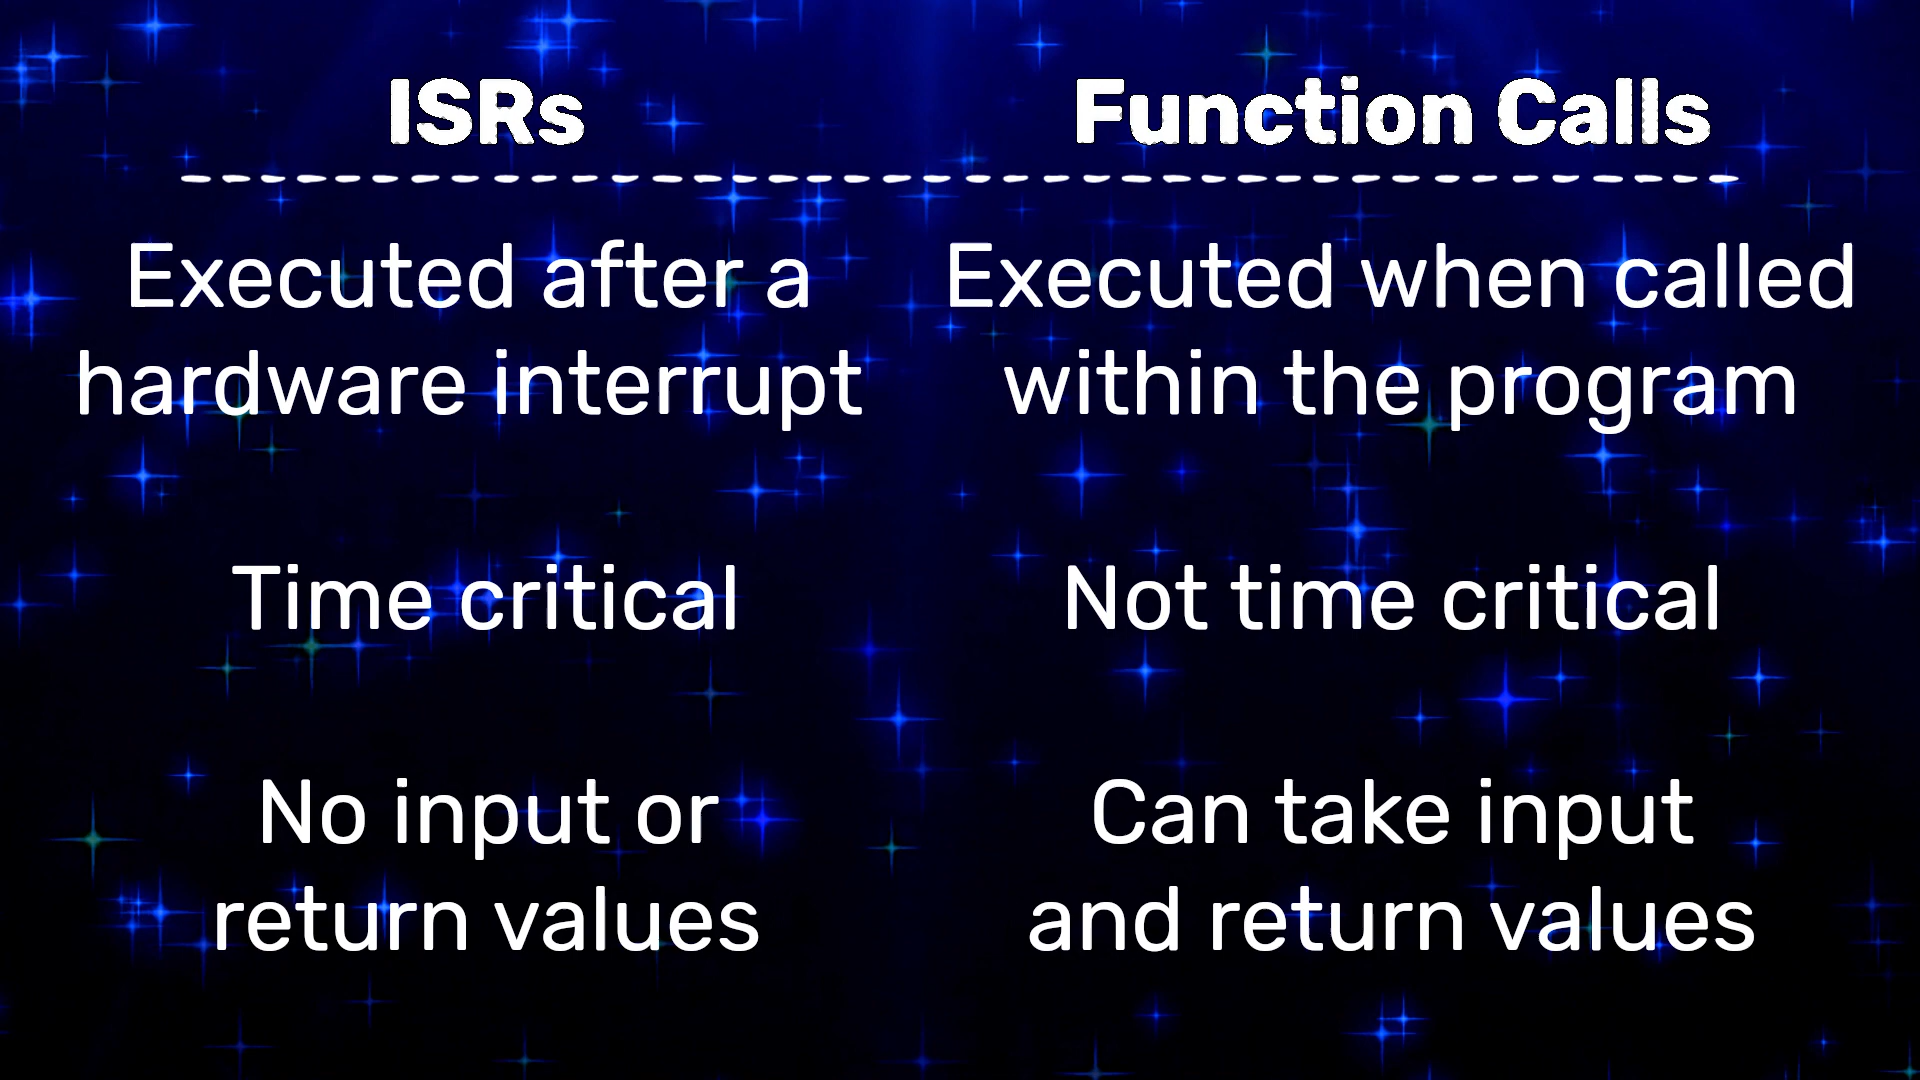 ISRs
Function Calls
Executed after a
hardware interrupt
Executed when called
within the program
Time critical
Not time critical
No input or
return values
Can take input
and return values